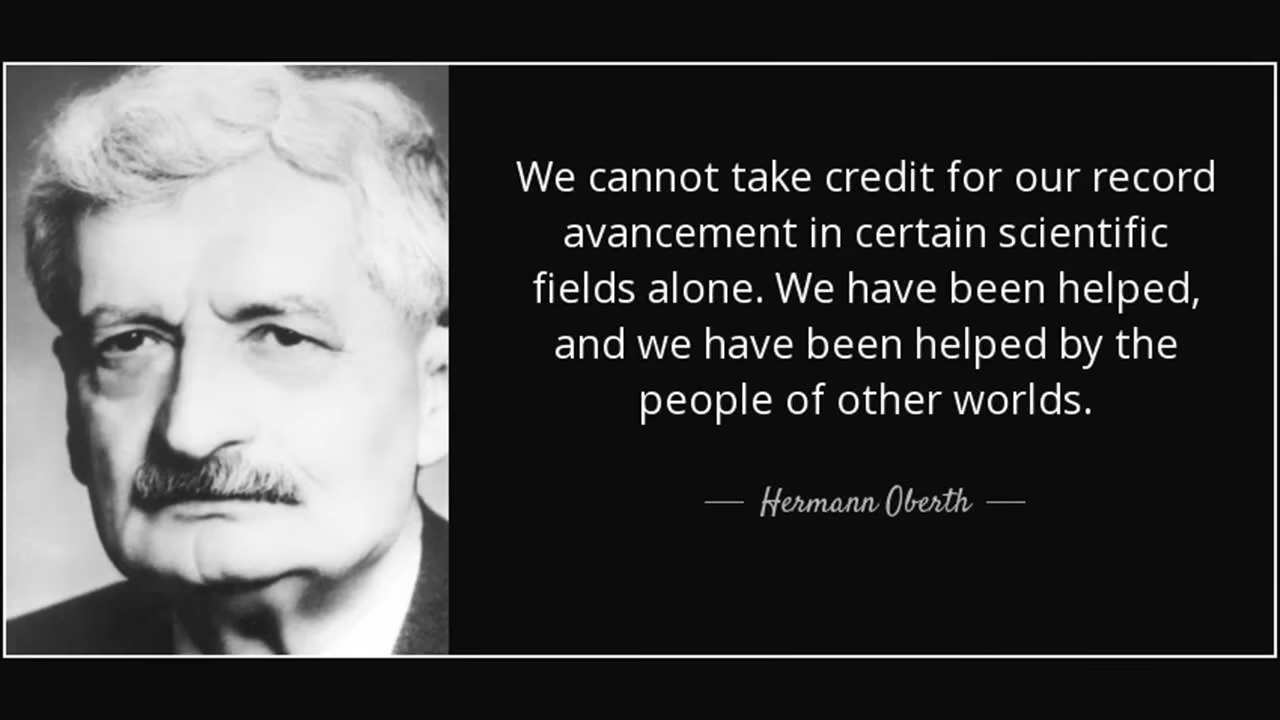 We cannot take credit for our record
avancement in certain scientific
fields alone. We have been helped,
and we have been helped by the
people of other worlds.
Hermann Oberth